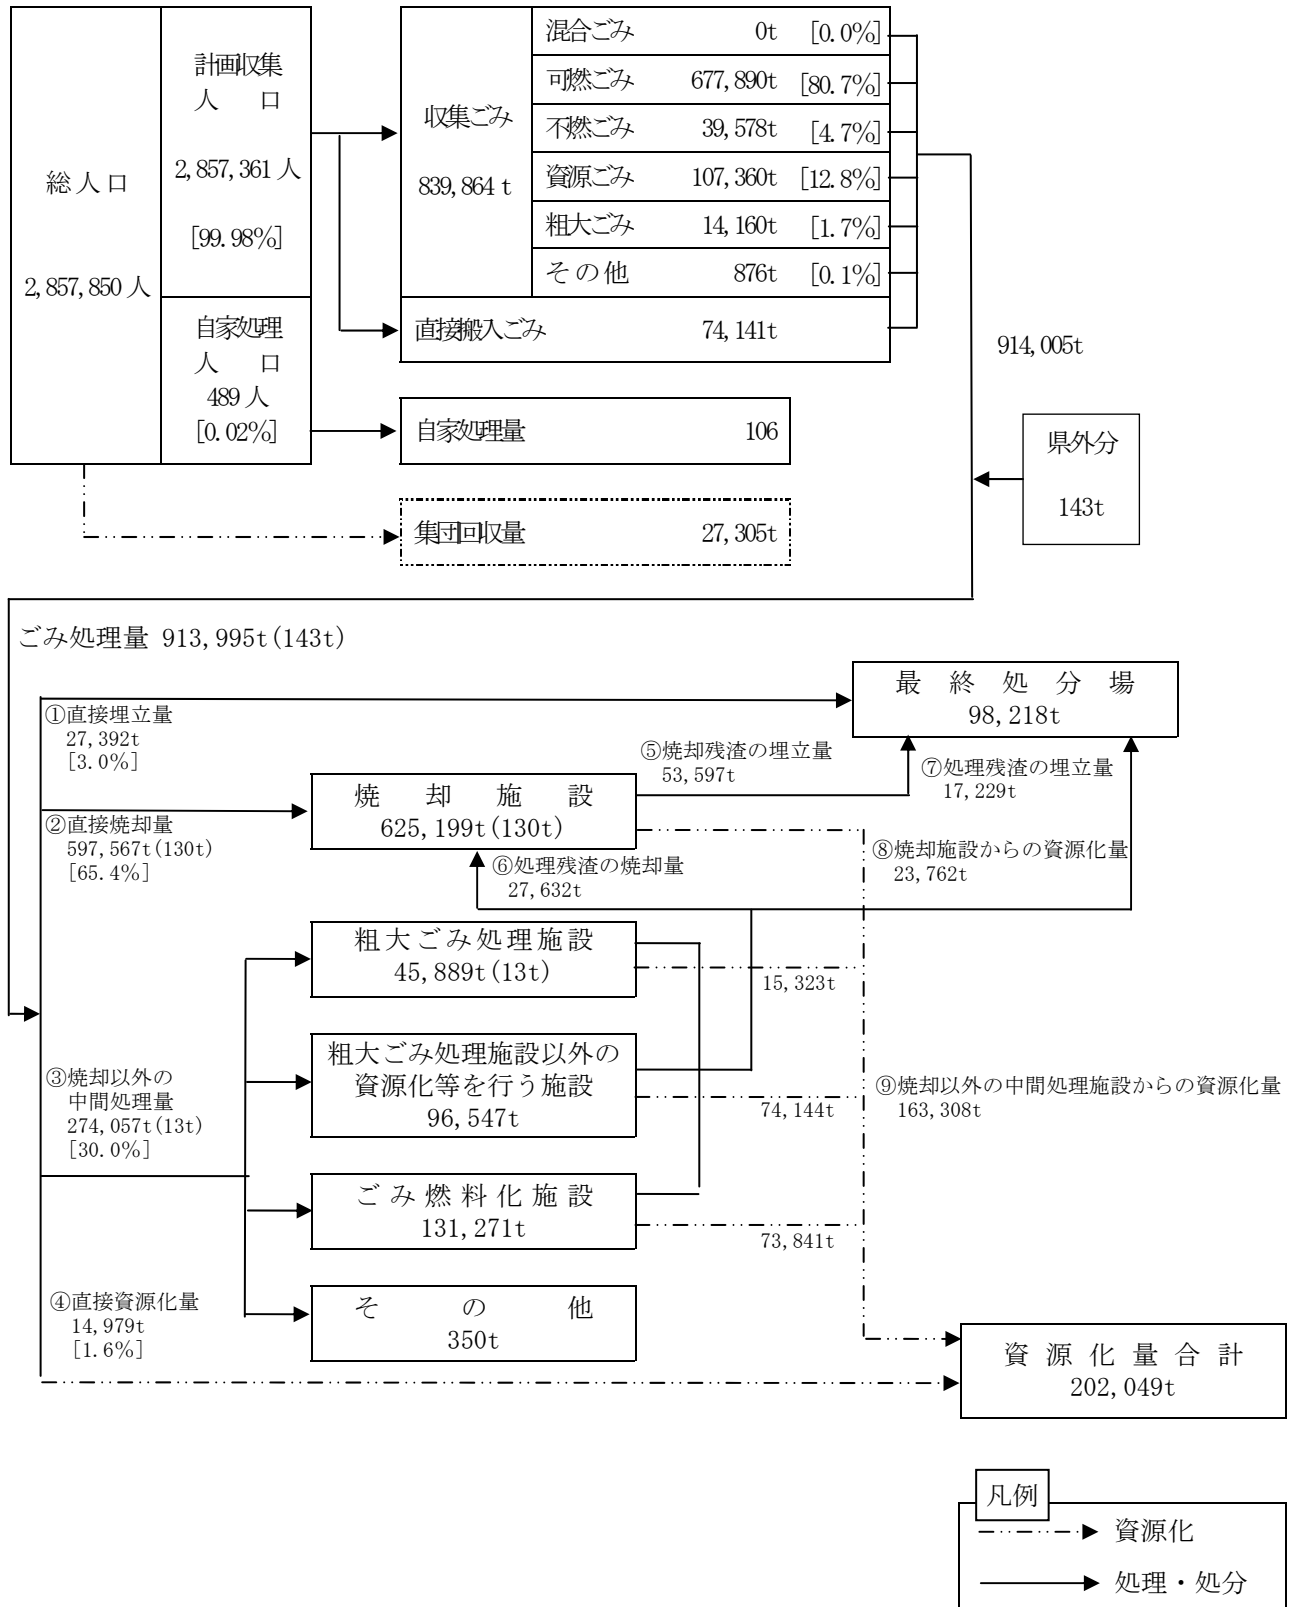 総人口
2,857,850人
計画収集
人　口
2,857,361人
[99.98%]
自家処理
人　口
489人
[0.02%]
収集ごみ
839,864t
混合ごみ 0t [0.0%]
可燃ごみ 677,890t [80.7%]
不燃ごみ 39,578t [4.7%]
資源ごみ 107,360t [12.8%]
粗大ごみ 14,160t [1.7%]
その他 876t [0.1%]
直接搬入ごみ 74,141t
自家処理量 106
集団回収量 27,305t
914,005t
県外分
143t
ごみ処理量 913,995t(143t)
最終処分場
98,218t
①直接埋立量
27,392t
[3.0%]
②直接焼却量
597,567t(130t)
[65.4%]
焼却施設
625,199t(130t)
⑤焼却残渣の埋立量
53,597t
⑦処理残渣の埋立量
17,229t
⑥処理残渣の焼却量
27,632t
⑧焼却施設からの資源化量
23,762t
粗大ごみ処理施設
45,889t(13t)
15,323t
③焼却以外の
中間処理量
274,057t(13t)
[30.0%]
粗大ごみ処理施設以外の
資源化等を行う施設
96,547t
74,144t
⑨焼却以外の中間処理施設からの資源化量
163,308t
ごみ燃料化施設
131,271t
73,841t
④直接資源化量
14,979t
[1.6%]
その他
350t
資源化量合計
202,049t
凡例
資源化
処理・処分